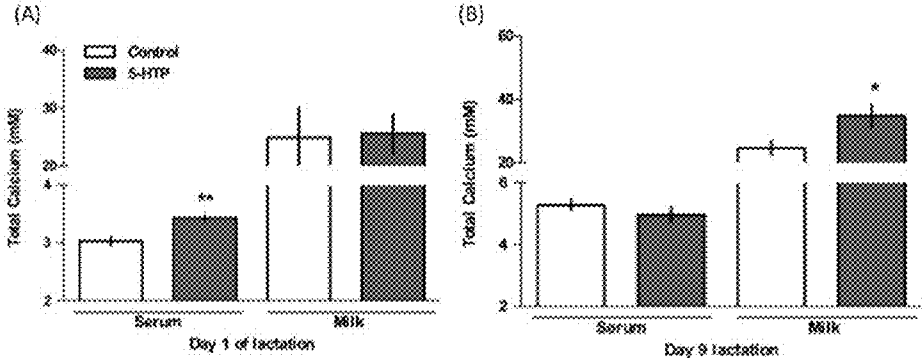 (A)
Total Calcium (mM)
40
30
20
4
3
2
Control
5-HTP
**
Serum
Milk
Day 1 of lactation
(B)
Total Calcium (mM)
60
40
20
6
4
2
*
Serum
Milk
Day 9 lactation